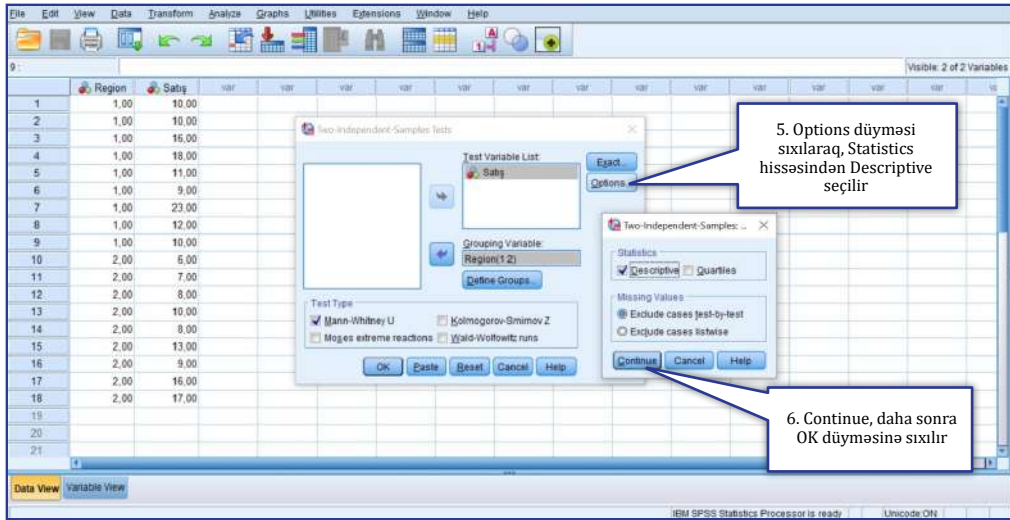 File Edit View Data Transform Analyze Graphs Utilities Extensions Window Help
9 :
Visible: 2 of 2 Variables
Region Satış var var var var var var var var var var var
1 1,00 10,00
2 1,00 10,00
3 1,00 16,00
4 1,00 18,00
5 1,00 11,00
6 1,00 9,00
7 1,00 23,00
8 1,00 12,00
9 1,00 10,00
10 2,00 6,00
11 2,00 7,00
12 2,00 8,00
13 2,00 10,00
14 2,00 8,00
15 2,00 13,00
16 2,00 9,00
17 2,00 16,00
18 2,00 17,00
19
20
21
Two-Independent-Samples Tests
Test Variable List:
Satış
Exact...
Options...
Grouping Variable:
Region(1 2)
Define Groups...
Test Type
Mann-Whitney U Kolmogorov-Smirnov Z
Moses extreme reactions Wald-Wolfowitz runs
OK Paste Reset Cancel Help
Two-Independent-Samples: ...
Statistics
Descriptive Quartiles
Missing Values
Exclude cases test-by-test
Exclude cases listwise
Continue Cancel Help
5. Options düyməsi
sıxılaraq, Statistics
hissəsindən Descriptive
seçilir
6. Continue, daha sonra
OK düyməsinə sıxılır
Data View Variable View
IBM SPSS Statistics Processor is ready Unicode:ON